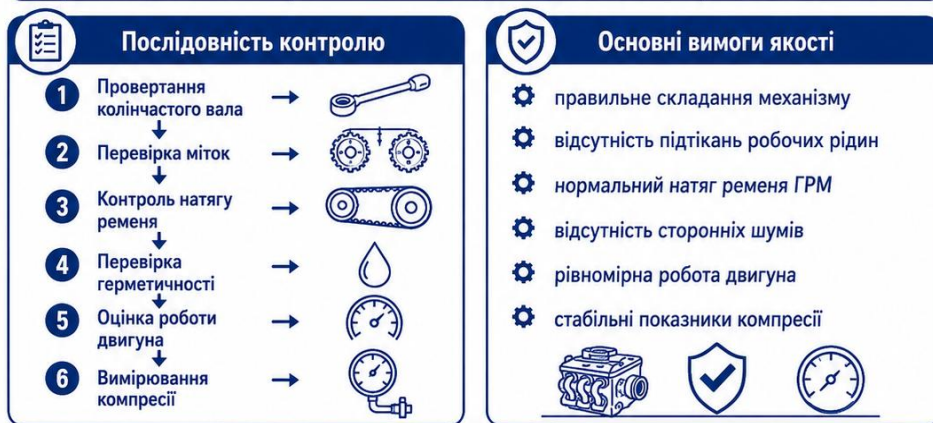 Послідовність контролю
1 Провертання
колінчастого вала
2 Перевірка міток
3 Контроль натягу
ременя
4 Перевірка
герметичності
5 Оцінка роботи
двигуна
6 Вимірювання
компресії
Основні вимоги якості
правильне складання механізму
відсутність підтікань робочих рідин
нормальний натяг ременя ГРМ
відсутність сторонніх шумів
рівномірна робота двигуна
стабільні показники компресії